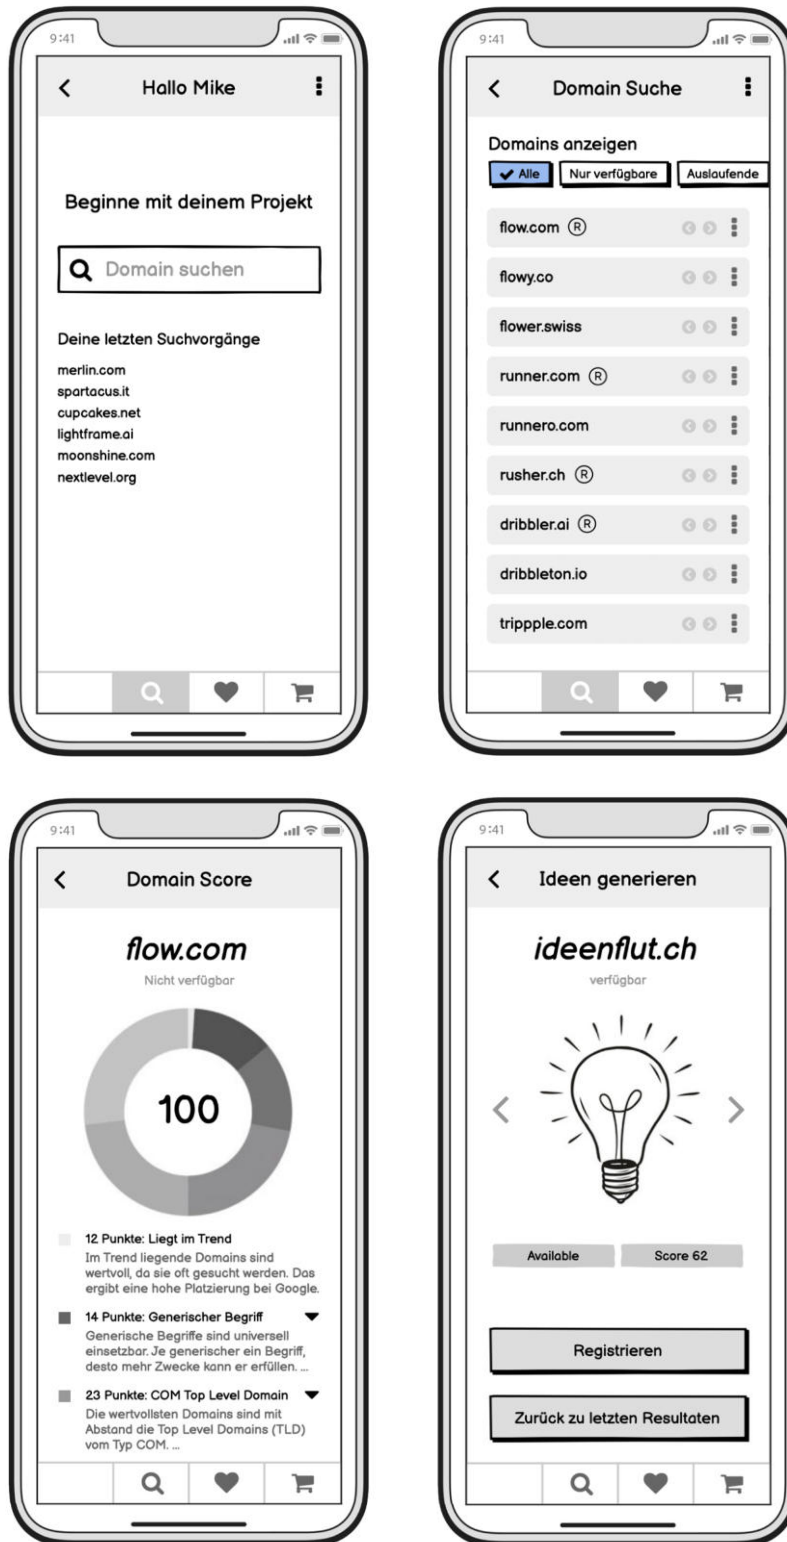 9:41
Hallo Mike
Beginne mit deinem Projekt
Domain suchen
Deine letzten Suchvorgänge
merlin.com
spartacus.it
cupcakes.net
lightframe.ai
moonshine.com
nextlevel.org
9:41
Domain Suche
Domains anzeigen
Alle Nur verfügbare Auslaufende
flow.com ®
flowy.co
flower.swiss
runner.com ®
runnero.com
rusher.ch ®
dribbler.ai ®
dribbleton.io
trippple.com
9:41
Domain Score
flow.com
Nicht verfügbar
100
12 Punkte: Liegt im Trend
Im Trend liegende Domains sind
wertvoll, da sie oft gesucht werden. Das
ergibt eine hohe Platzierung bei Google.
14 Punkte: Generischer Begriff
Generische Begriffe sind universell
einsetzbar. Je generischer ein Begriff,
desto mehr Zwecke kann er erfüllen. ...
23 Punkte: COM Top Level Domain
Die wertvollsten Domains sind mit
Abstand die Top Level Domains (TLD)
vom Typ COM. ...
9:41
Ideen generieren
ideenflut.ch
verfügbar
Available Score 62
Registrieren
Zurück zu letzten Resultaten